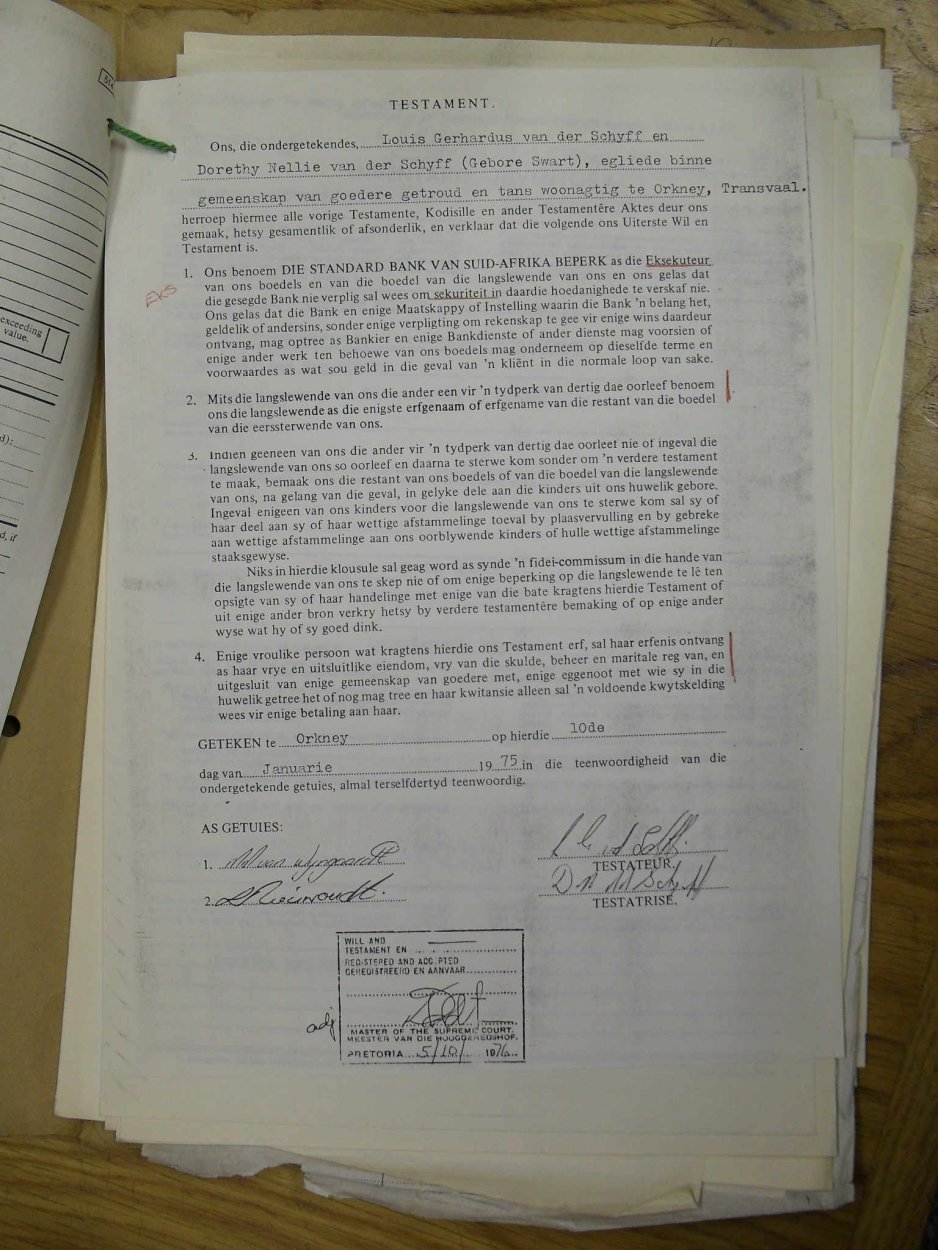 514
exceeding
value.
d):
d, if
TESTAMENT.
Ons, die ondergetekendes, Louis Gerhardus van der Schyff en
Dorethy Nellie van der Schyff (Gebore Swart), egliede binne
gemeenskap van goedere getroud en tans woonagtig te Orkney, Transvaal.
herroep hiermee alle vorige Testamente, Kodisille en ander Testamentêre Aktes deur ons
gemaak, hetsy gesamentlik of afsonderlik, en verklaar dat die volgende ons Uiterste Wil en
Testament is.
1. Ons benoem DIE STANDARD BANK VAN SUID-AFRIKA BEPERK as die Eksekuteur
van ons boedels en van die boedel van die langslewende van ons en ons gelas dat
EKS
die gesegde Bank nie verplig sal wees om sekuriteit in daardie hoedanighede te verskaf nie.
Ons gelas dat die Bank en enige Maatskappy of Instelling waarin die Bank 'n belang het,
geldelik of andersins, sonder enige verpligting om rekenskap te gee vir enige wins daardeur
ontvang, mag optree as Bankier en enige Bankdienste of ander dienste mag voorsien of
enige ander werk ten behoewe van ons boedels mag onderneem op dieselfde terme en
voorwaardes as wat sou geld in die geval van 'n kliënt in die normale loop van sake.
2. Mits die langslewende van ons die ander een vir 'n tydperk van dertig dae oorleef benoem
ons die langslewende as die enigste erfgenaam of erfgename van die restant van die boedel
van die eerssterwende van ons.
3. Indien geeneen van ons die ander vir 'n tydperk van dertig dae oorleef nie of ingeval die
langslewende van ons so oorleef en daarna te sterwe kom sonder om 'n verdere testament
te maak, bemaak ons die restant van ons boedels of van die boedel van die langslewende
van ons, na gelang van die geval, in gelyke dele aan die kinders uit ons huwelik gebore.
Ingeval enigeen van ons kinders voor die langslewende van ons te sterwe kom sal sy of
haar deel aan sy of haar wettige afstammelinge toeval by plaasvervulling en by gebreke
aan wettige afstammelinge aan ons oorblywende kinders of hulle wettige afstammelinge
staaksgewyse.
Niks in hierdie klousule sal geag word as synde 'n fidei-commissum in die hande van
die langslewende van ons te skep nie of om enige beperking op die langslewende te lê ten
opsigte van sy of haar handelinge met enige van die bate kragtens hierdie Testament of
uit enige ander bron verkry hetsy by verdere testamentêre bemaking of op enige ander
wyse wat hy of sy goed dink.
4. Enige vroulike persoon wat kragtens hierdie ons Testament erf, sal haar erfenis ontvang
as haar vrye en uitsluitlike eiendom, vry van die skulde, beheer en maritale reg van, en
uitgesluit van enige gemeenskap van goedere met, enige eggenoot met wie sy in die
huwelik getree het of nog mag tree en haar kwitansie alleen sal 'n voldoende kwytskelding
wees vir enige betaling aan haar.
GETEKEN te Orkney op hierdie 10de
dag van Januarie 19 75 in die teenwoordigheid van die
ondergetekende getuies, almal terselfdertyd teenwoordig.
AS GETUIES:
1.
TESTATEUR.
2.
TESTATRISE.
WILL AND
TESTAMENT EN
REGISTERED AND ACCEPTED
GEREGISTREERD EN AANVAAR
adj
MASTER OF THE SUPREME COURT.
MEESTER VAN DIE HOOGGEREGSHOF.
PRETORIA 5/10/ 1976